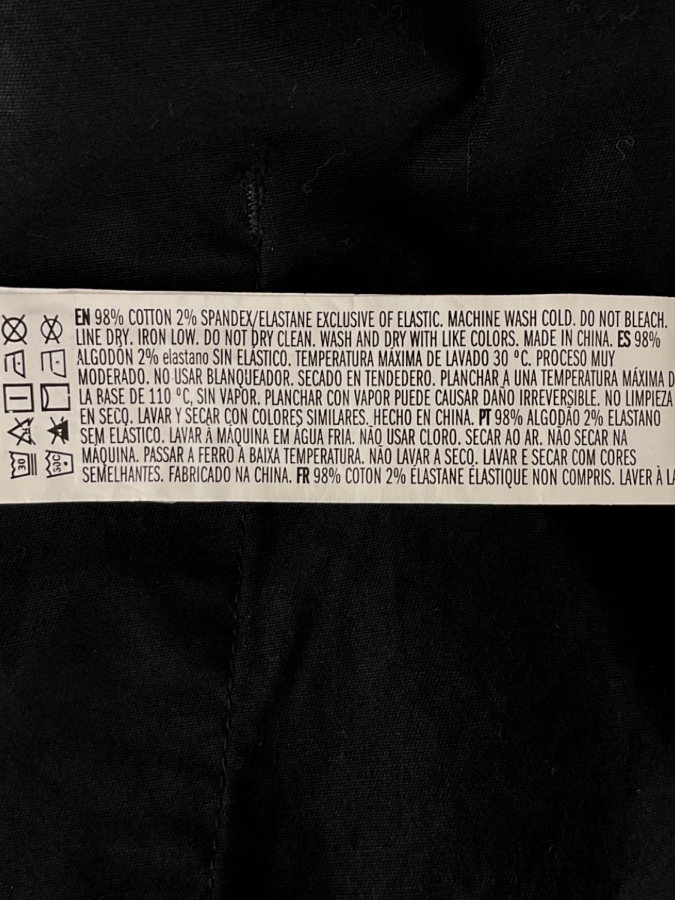 EN 98% COTTON 2% SPANDEX/ELASTANE EXCLUSIVE OF ELASTIC. MACHINE WASH COLD. DO NOT BLEACH.
LINE DRY. IRON LOW. DO NOT DRY CLEAN. WASH AND DRY WITH LIKE COLORS. MADE IN CHINA. ES 98%
ALGODÓN 2% elastano SIN ELÁSTICO. TEMPERATURA MÁXIMA DE LAVADO 30 ºC. PROCESO MUY
MODERADO. NO USAR BLANQUEADOR. SECADO EN TENDEDERO. PLANCHAR A UNA TEMPERATURA MÁXIMA D
LA BASE DE 110 ºC, SIN VAPOR. PLANCHAR CON VAPOR PUEDE CAUSAR DAÑO IRREVERSIBLE. NO LIMPIEZA
EN SECO. LAVAR Y SECAR CON COLORES SIMILARES. HECHO EN CHINA. PT 98% ALGODÃO 2% ELASTANO
SEM ELÁSTICO. LAVAR À MÁQUINA EM ÁGUA FRIA. NÃO USAR CLORO. SECAR AO AR. NÃO SECAR NA
MÁQUINA. PASSAR A FERRO À BAIXA TEMPERATURA. NÃO LAVAR A SECO. LAVAR E SECAR COM CORES
SEMELHANTES. FABRICADO NA CHINA. FR 98% COTON 2% ÉLASTANE ÉLASTIQUE NON COMPRIS. LAVER À LA
30
30